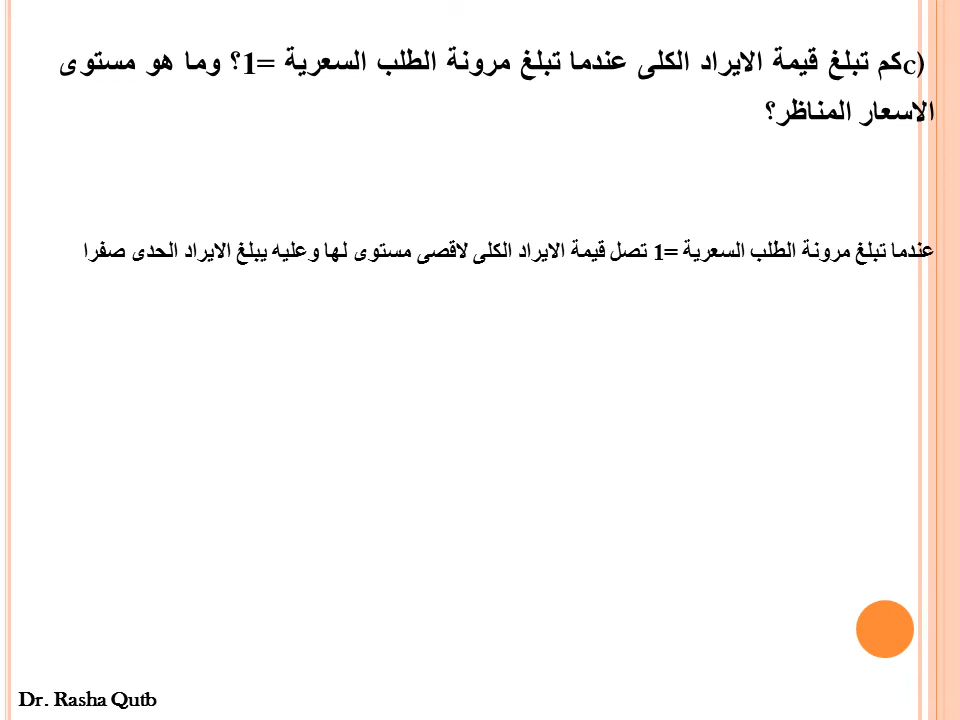 c) كم تبلغ قيمة الايراد الكلى عندما تبلغ مرونة الطلب السعرية =1؟ وما هو مستوى
الاسعار المناظر؟
عندما تبلغ مرونة الطلب السعرية =1 تصل قيمة الايراد الكلى لاقصى مستوى لها وعليه يبلغ الايراد الحدى صفرا
Dr. Rasha Qutb